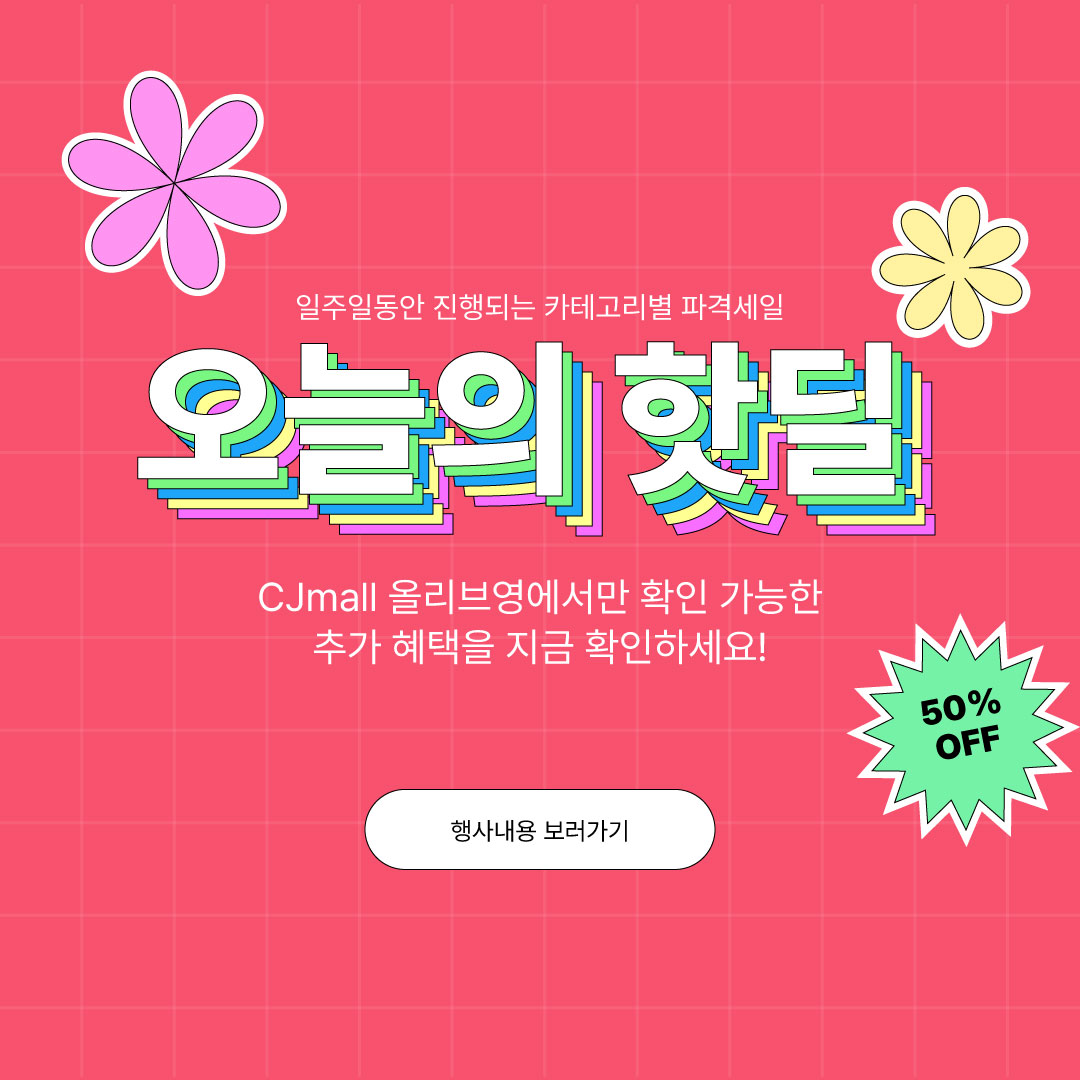 일주일동안 진행되는 카테고리별 파격세일
오늘의 핫딜
CJmall 올리브영에서만 확인 가능한
추가 혜택을 지금 확인하세요!
50%
OFF
행사내용 보러가기